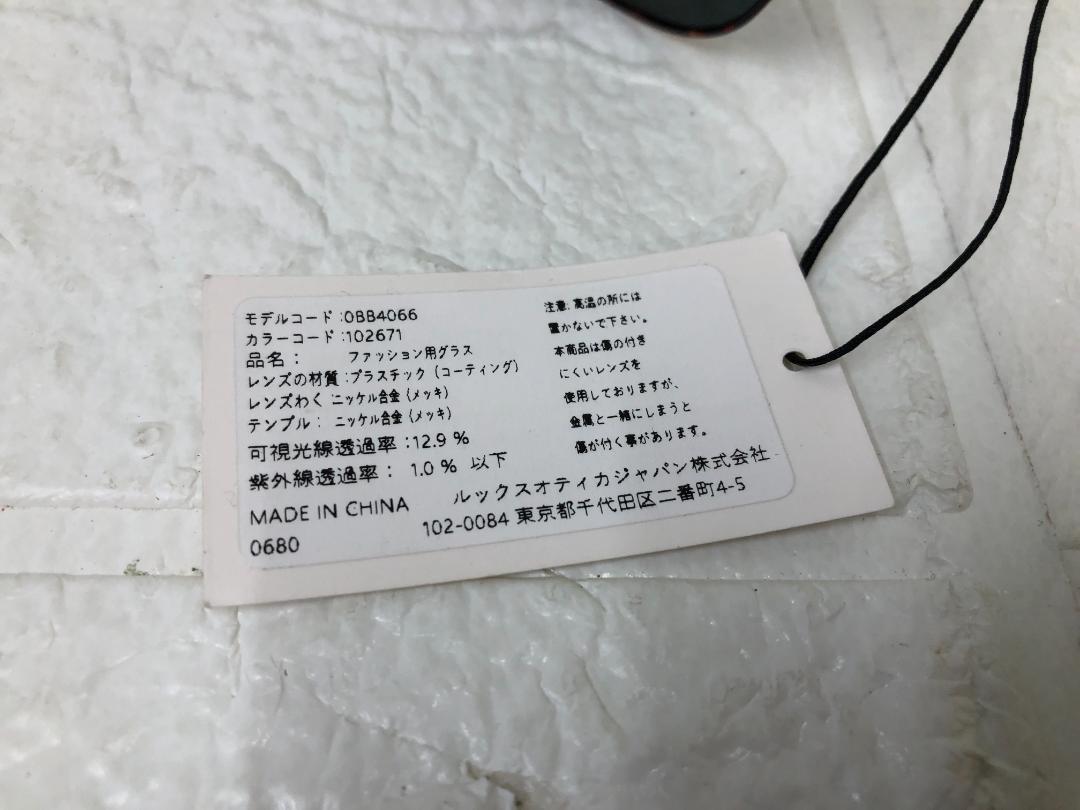 モデルコード:0BB4066
カラーコード:102671
品名: ファッション用グラス
レンズの材質:プラスチック(コーティング)
レンズわく:ニッケル合金(メッキ)
テンプル: ニッケル合金(メッキ)
可視光線透過率:12.9 %
紫外線透過率: 1.0 % 以下
注意. 高温の所には
置かないで下さい。
本商品は傷の付き
にくいレンズを
使用しておりますが、
金属と一緒にしまうと
傷が付く事があります。
MADE IN CHINA ルックスオティカジャパン株式会社
0680 102-0084 東京都千代田区二番町4-5